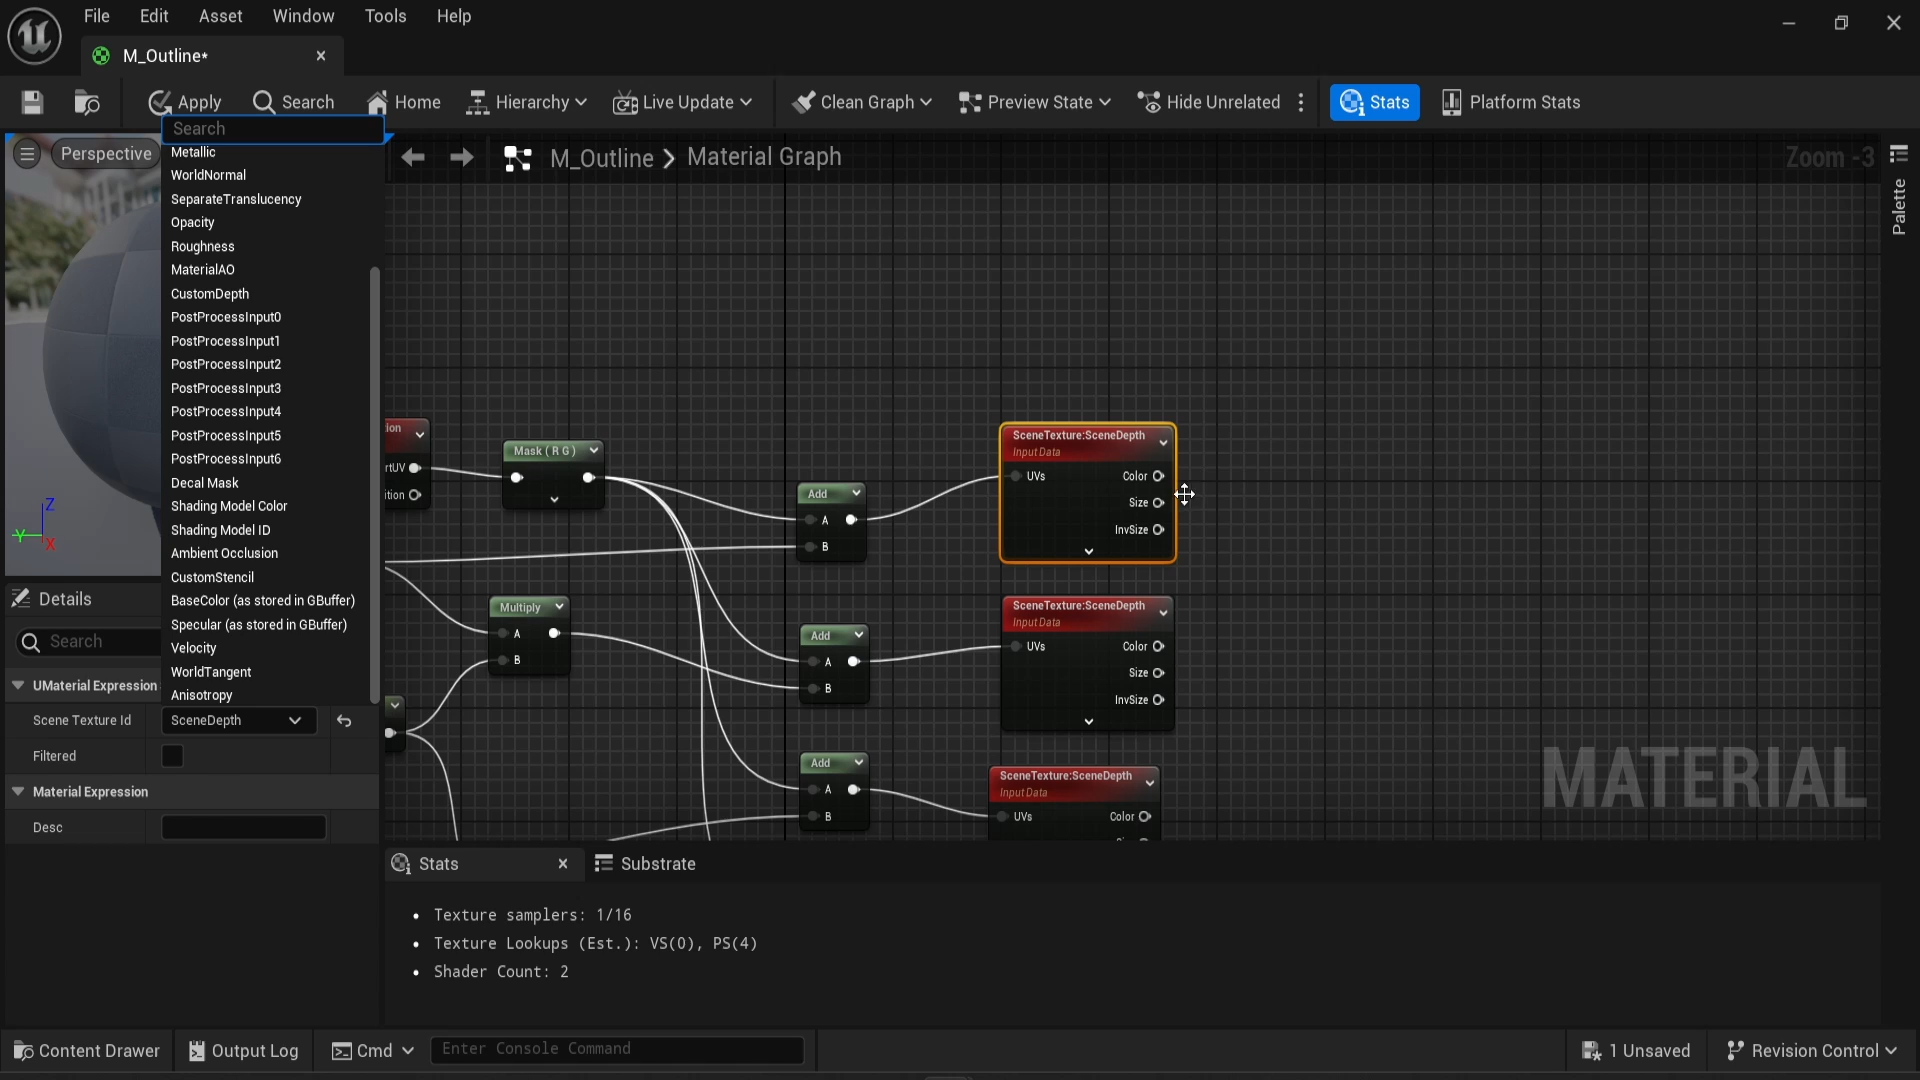 File Edit Asset Window Tools Help
M_Outline*
Apply Search Home Hierarchy Live Update Clean Graph Preview State Hide Unrelated Stats Platform Stats
Search
Perspective
M_Outline Material Graph
Zoom -3
Palette
Metallic
WorldNormal
SeparateTranslucency
Opacity
Roughness
MaterialAO
CustomDepth
PostProcessInput0
PostProcessInput1
PostProcessInput2
PostProcessInput3
PostProcessInput4
PostProcessInput5
PostProcessInput6
Decal Mask
Shading Model Color
Shading Model ID
Ambient Occlusion
CustomStencil
BaseColor (as stored in GBuffer)
Specular (as stored in GBuffer)
Velocity
WorldTangent
Anisotropy
Z
Y
X
Details
Search
UMaterial Expression
Scene Texture Id SceneDepth
Filtered
Material Expression
Desc
ion
rtUV
ition
Mask ( R G )
Multiply
A
B
Add
A
B
Add
A
B
Add
A
B
SceneTexture:SceneDepth
Input Data
UVs Color
Size
InvSize
SceneTexture:SceneDepth
Input Data
UVs Color
Size
InvSize
SceneTexture:SceneDepth
Input Data
UVs Color
MATERIAL
Stats Substrate
• Texture samplers: 1/16
• Texture Lookups (Est.): VS(0), PS(4)
• Shader Count: 2
Content Drawer Output Log Cmd Enter Console Command 1 Unsaved Revision Control